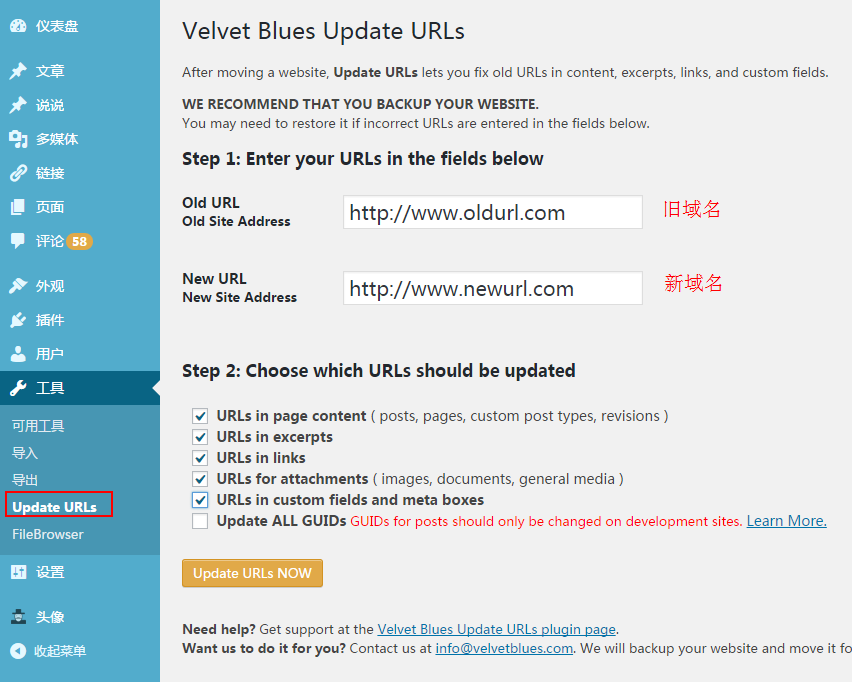 仪表盘
文章
说说
多媒体
链接
页面
评论 58
外观
插件
用户
工具
可用工具
导入
导出
Update URLs
FileBrowser
设置
头像
收起菜单
Velvet Blues Update URLs
After moving a website, Update URLs lets you fix old URLs in content, excerpts, links, and custom fields.
WE RECOMMEND THAT YOU BACKUP YOUR WEBSITE.
You may need to restore it if incorrect URLs are entered in the fields below.
Step 1: Enter your URLs in the fields below
Old URL
Old Site Address
http://www.oldurl.com
旧域名
New URL
New Site Address
http://www.newurl.com
新域名
Step 2: Choose which URLs should be updated
URLs in page content ( posts, pages, custom post types, revisions )
URLs in excerpts
URLs in links
URLs for attachments ( images, documents, general media )
URLs in custom fields and meta boxes
Update ALL GUIDs GUIDs for posts should only be changed on development sites. Learn More.
Update URLs NOW
Need help? Get support at the Velvet Blues Update URLs plugin page.
Want us to do it for you? Contact us at info@velvetblues.com. We will backup your website and move it fo